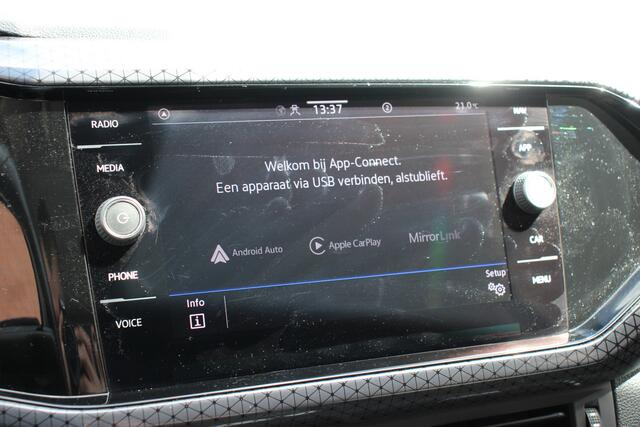 RADIO
MEDIA
PHONE
VOICE
13:37
21.0°C
Welkom bij App-Connect.
Een apparaat via USB verbinden, alstublieft.
Android Auto
Apple CarPlay
MirrorLink
Setup
Info
i
NAV
APP
CAR
MENU